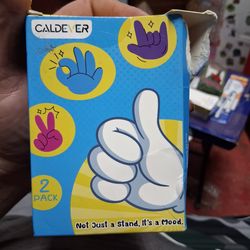 CALDEVER
2
PACK
Not Just a Stand, It's a Mood.